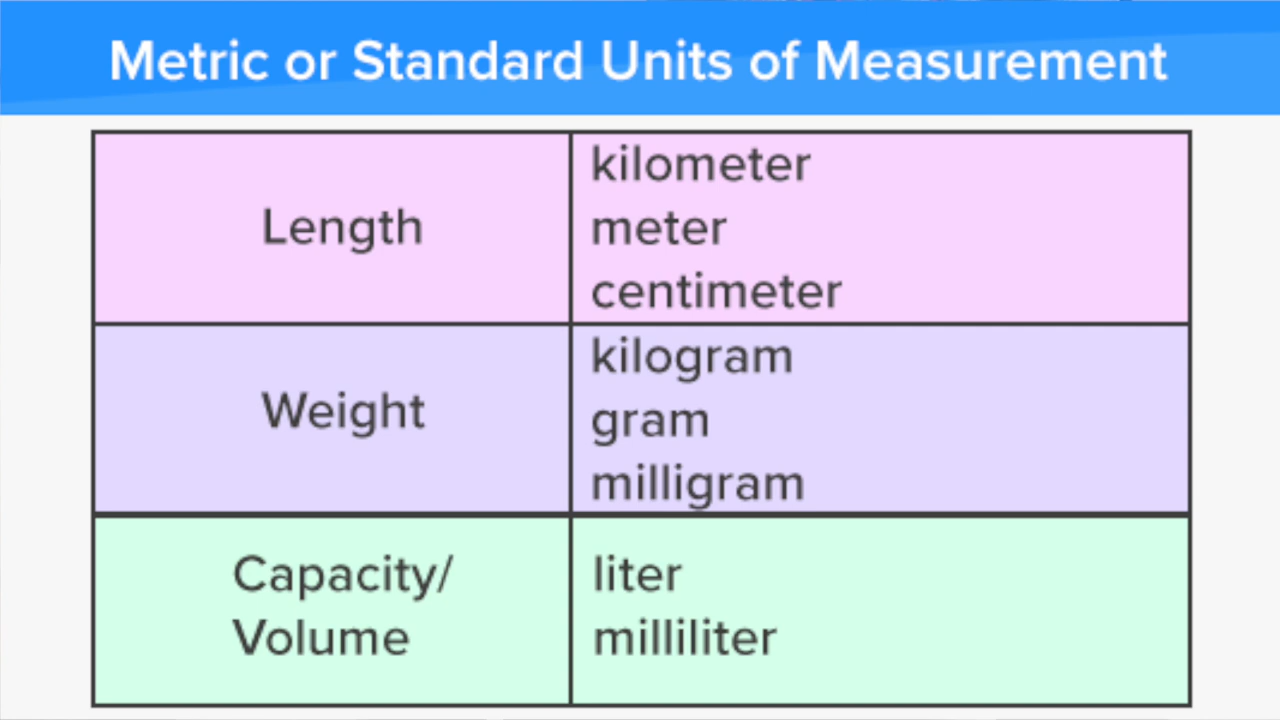 Metric or Standard Units of Measurement
Length
kilometer
meter
centimeter
Weight
kilogram
gram
milligram
Capacity/
Volume
liter
milliliter